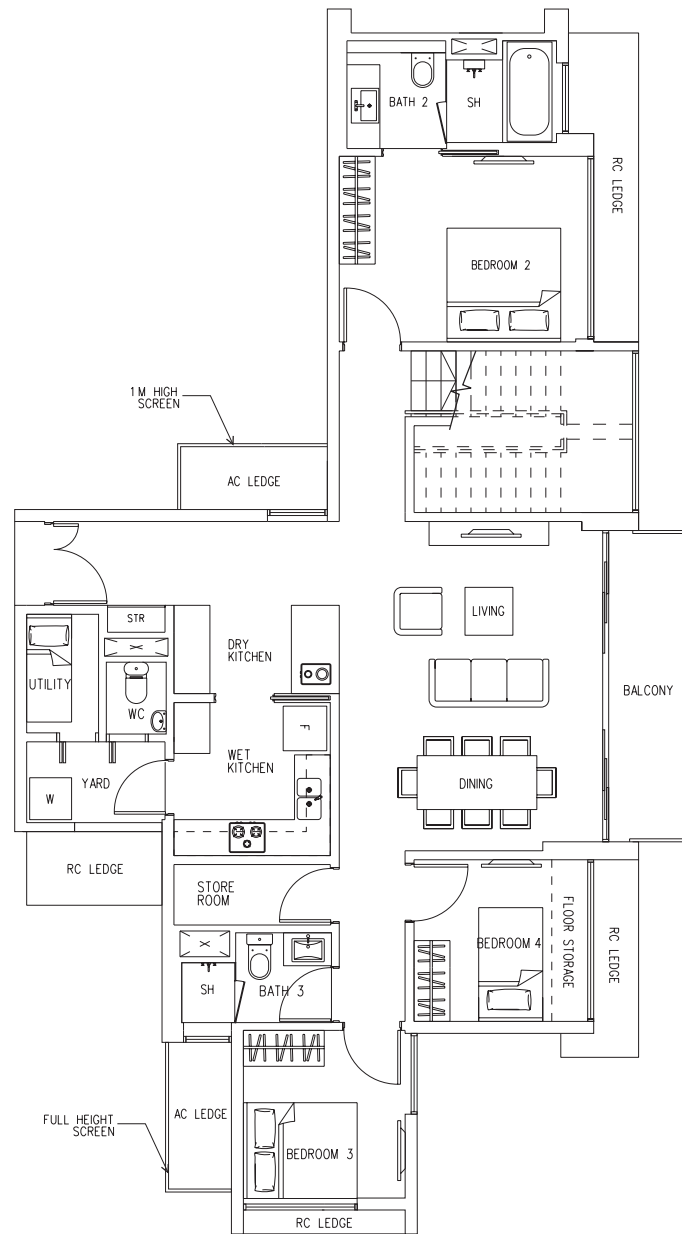 BATH 2
SH
RC LEDGE
BEDROOM 2
1M HIGH
SCREEN
AC LEDGE
STR
DRY
KITCHEN
LIVING
UTILITY
WC
BALCONY
F
WET
KITCHEN
YARD
W
DINING
RC LEDGE
STORE
ROOM
FLOOR STORAGE
BEDROOM 4
RC LEDGE
SH
BATH 3
AC LEDGE
FULL HEIGHT
SCREEN
BEDROOM 3
RC LEDGE